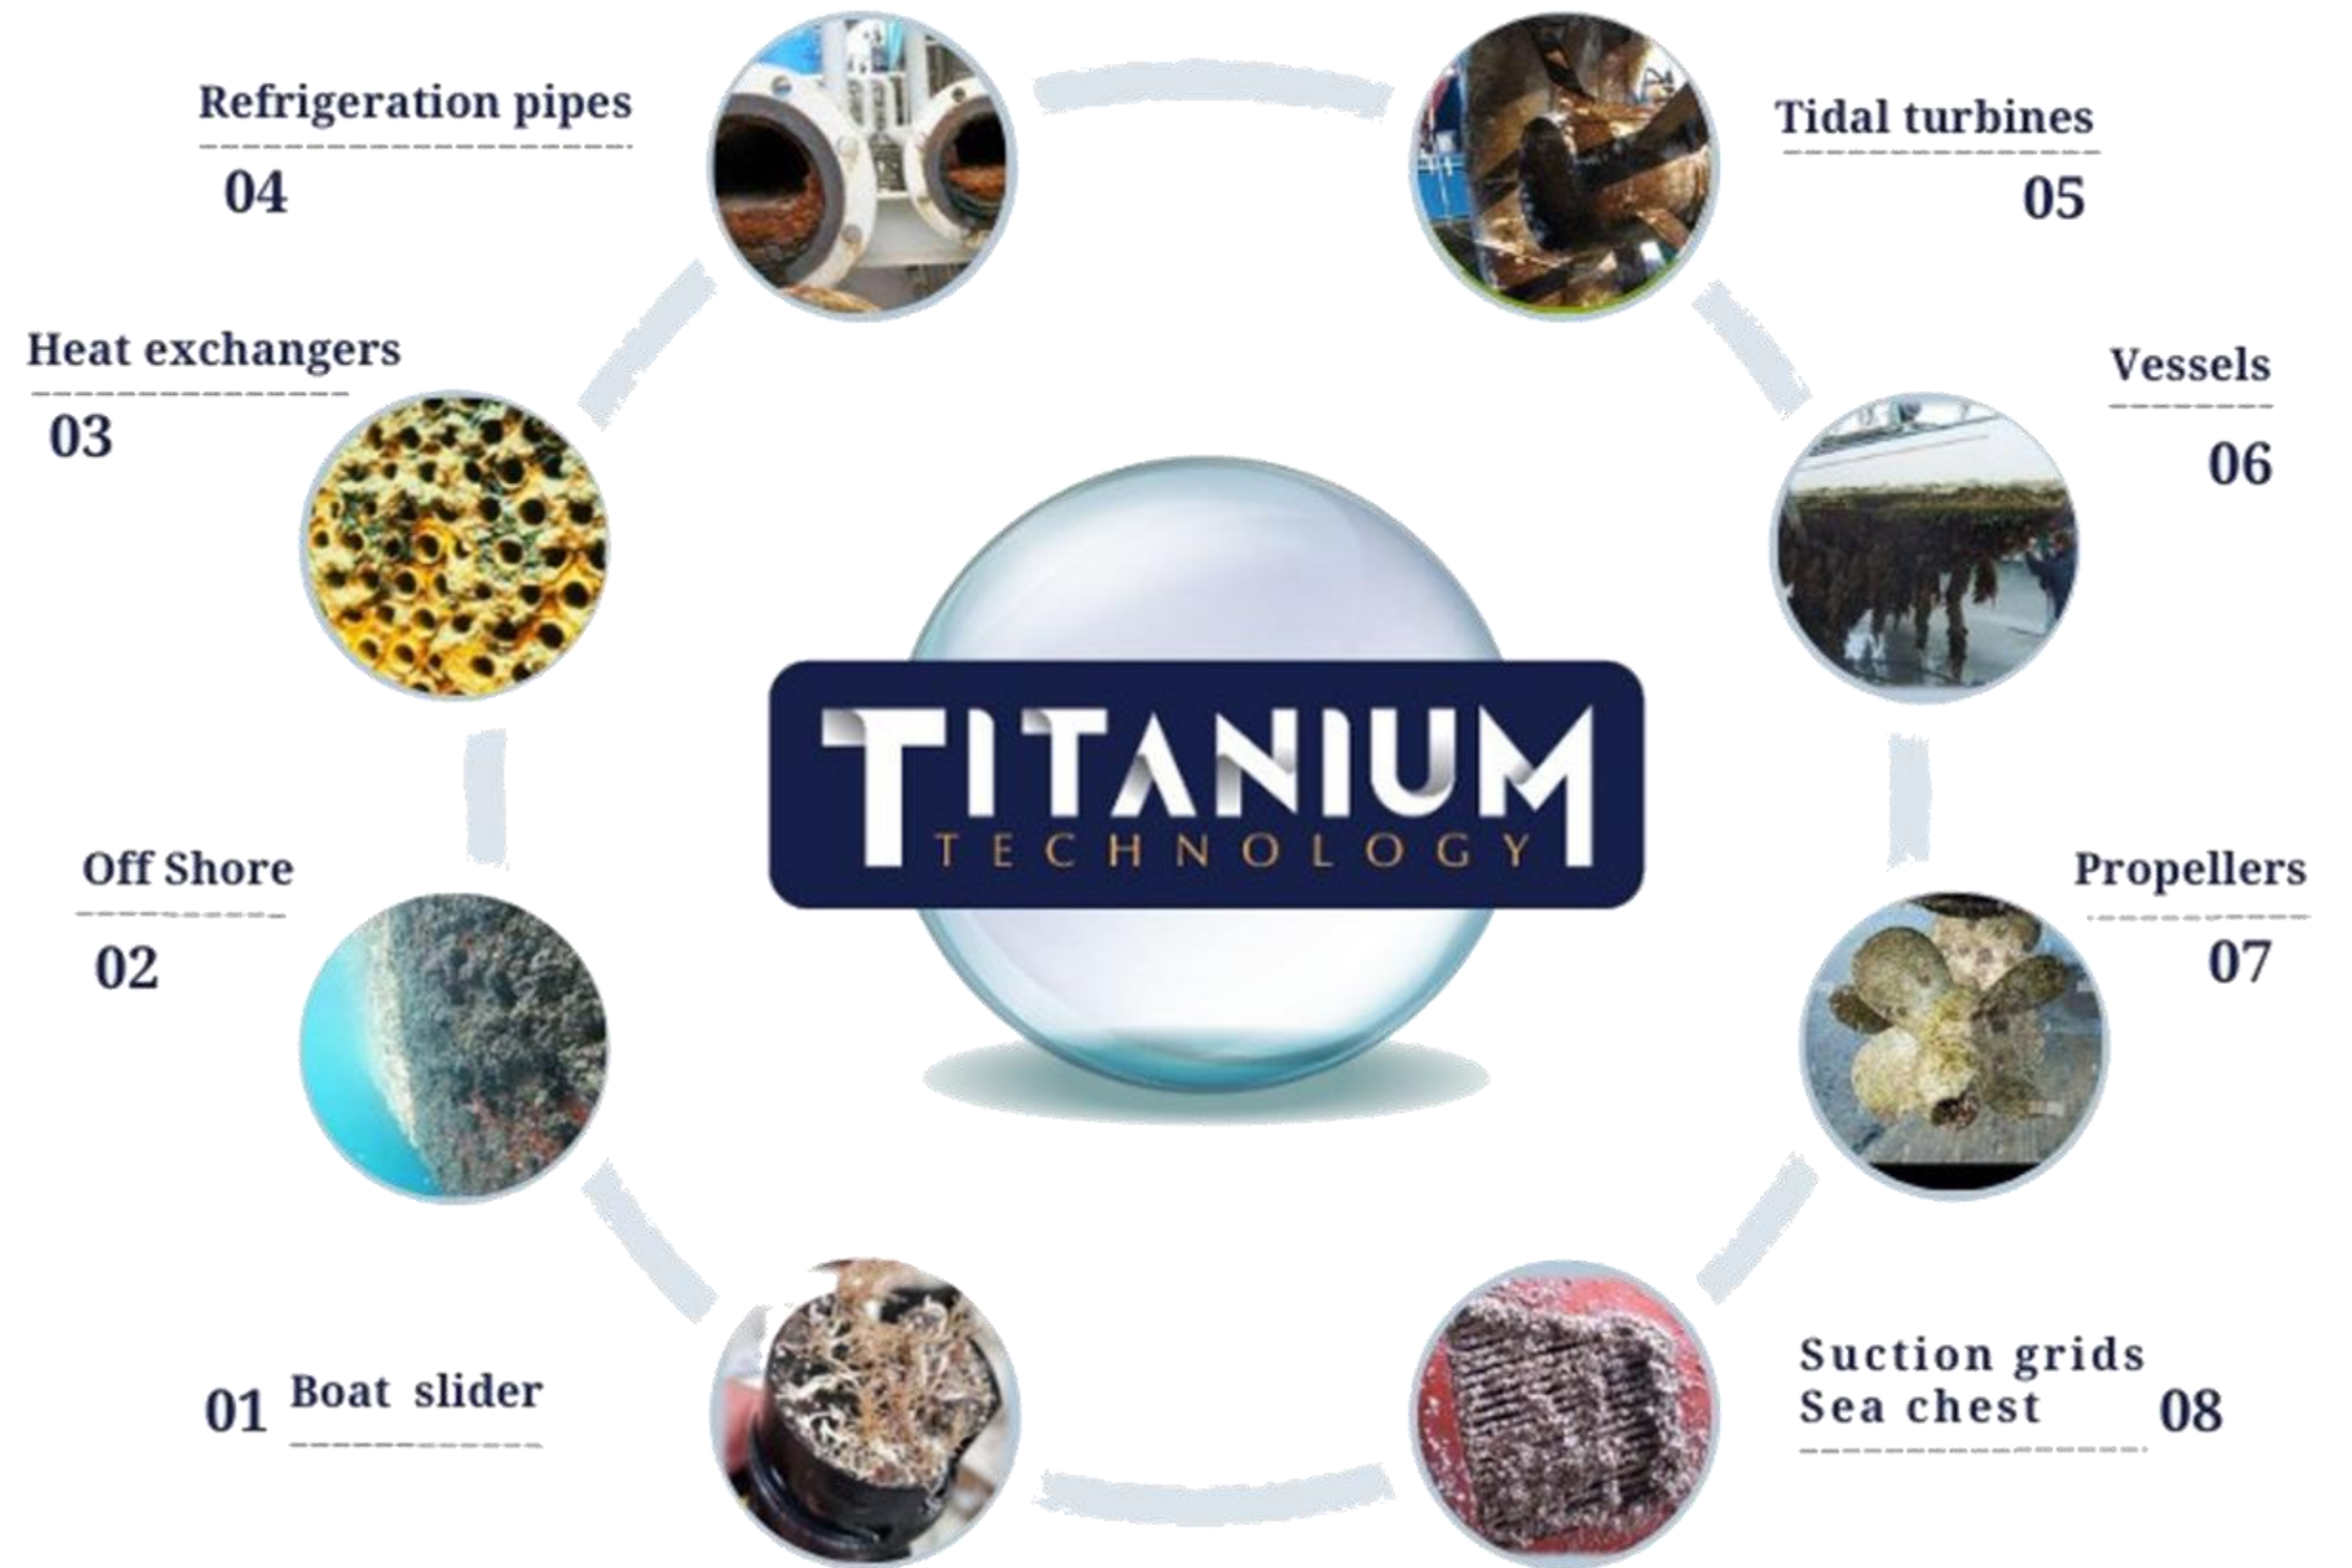 Refrigeration pipes
04
Tidal turbines
05
Heat exchangers
03
Vessels
06
TITANIUM
TECHNOLOGY
Off Shore
02
Propellers
07
01 Boat slider
Suction grids
Sea chest 08